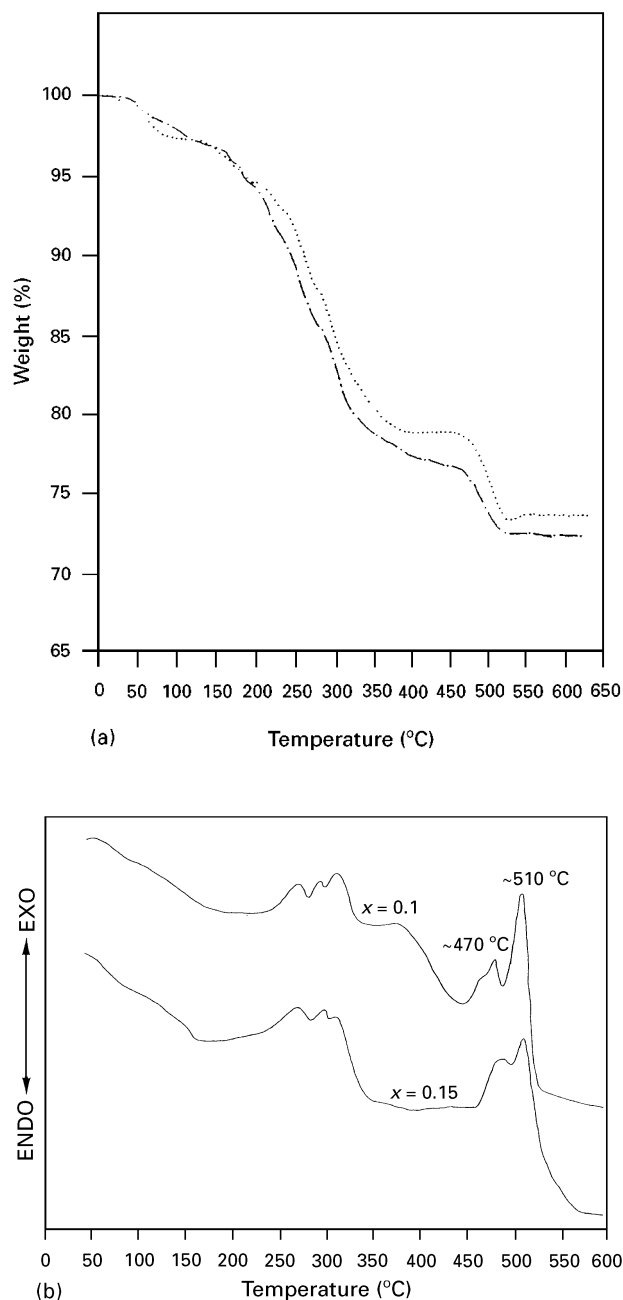 100
95
90
85
80
75
70
65
Weight (%)
0 50 100 150 200 250 300 350 400 450 500 550 600 650
(a) Temperature (°C)
~510 °C
x = 0.1
~470 °C
x = 0.15
ENDO EXO
0 50 100 150 200 250 300 350 400 450 500 550 600
(b) Temperature (°C)